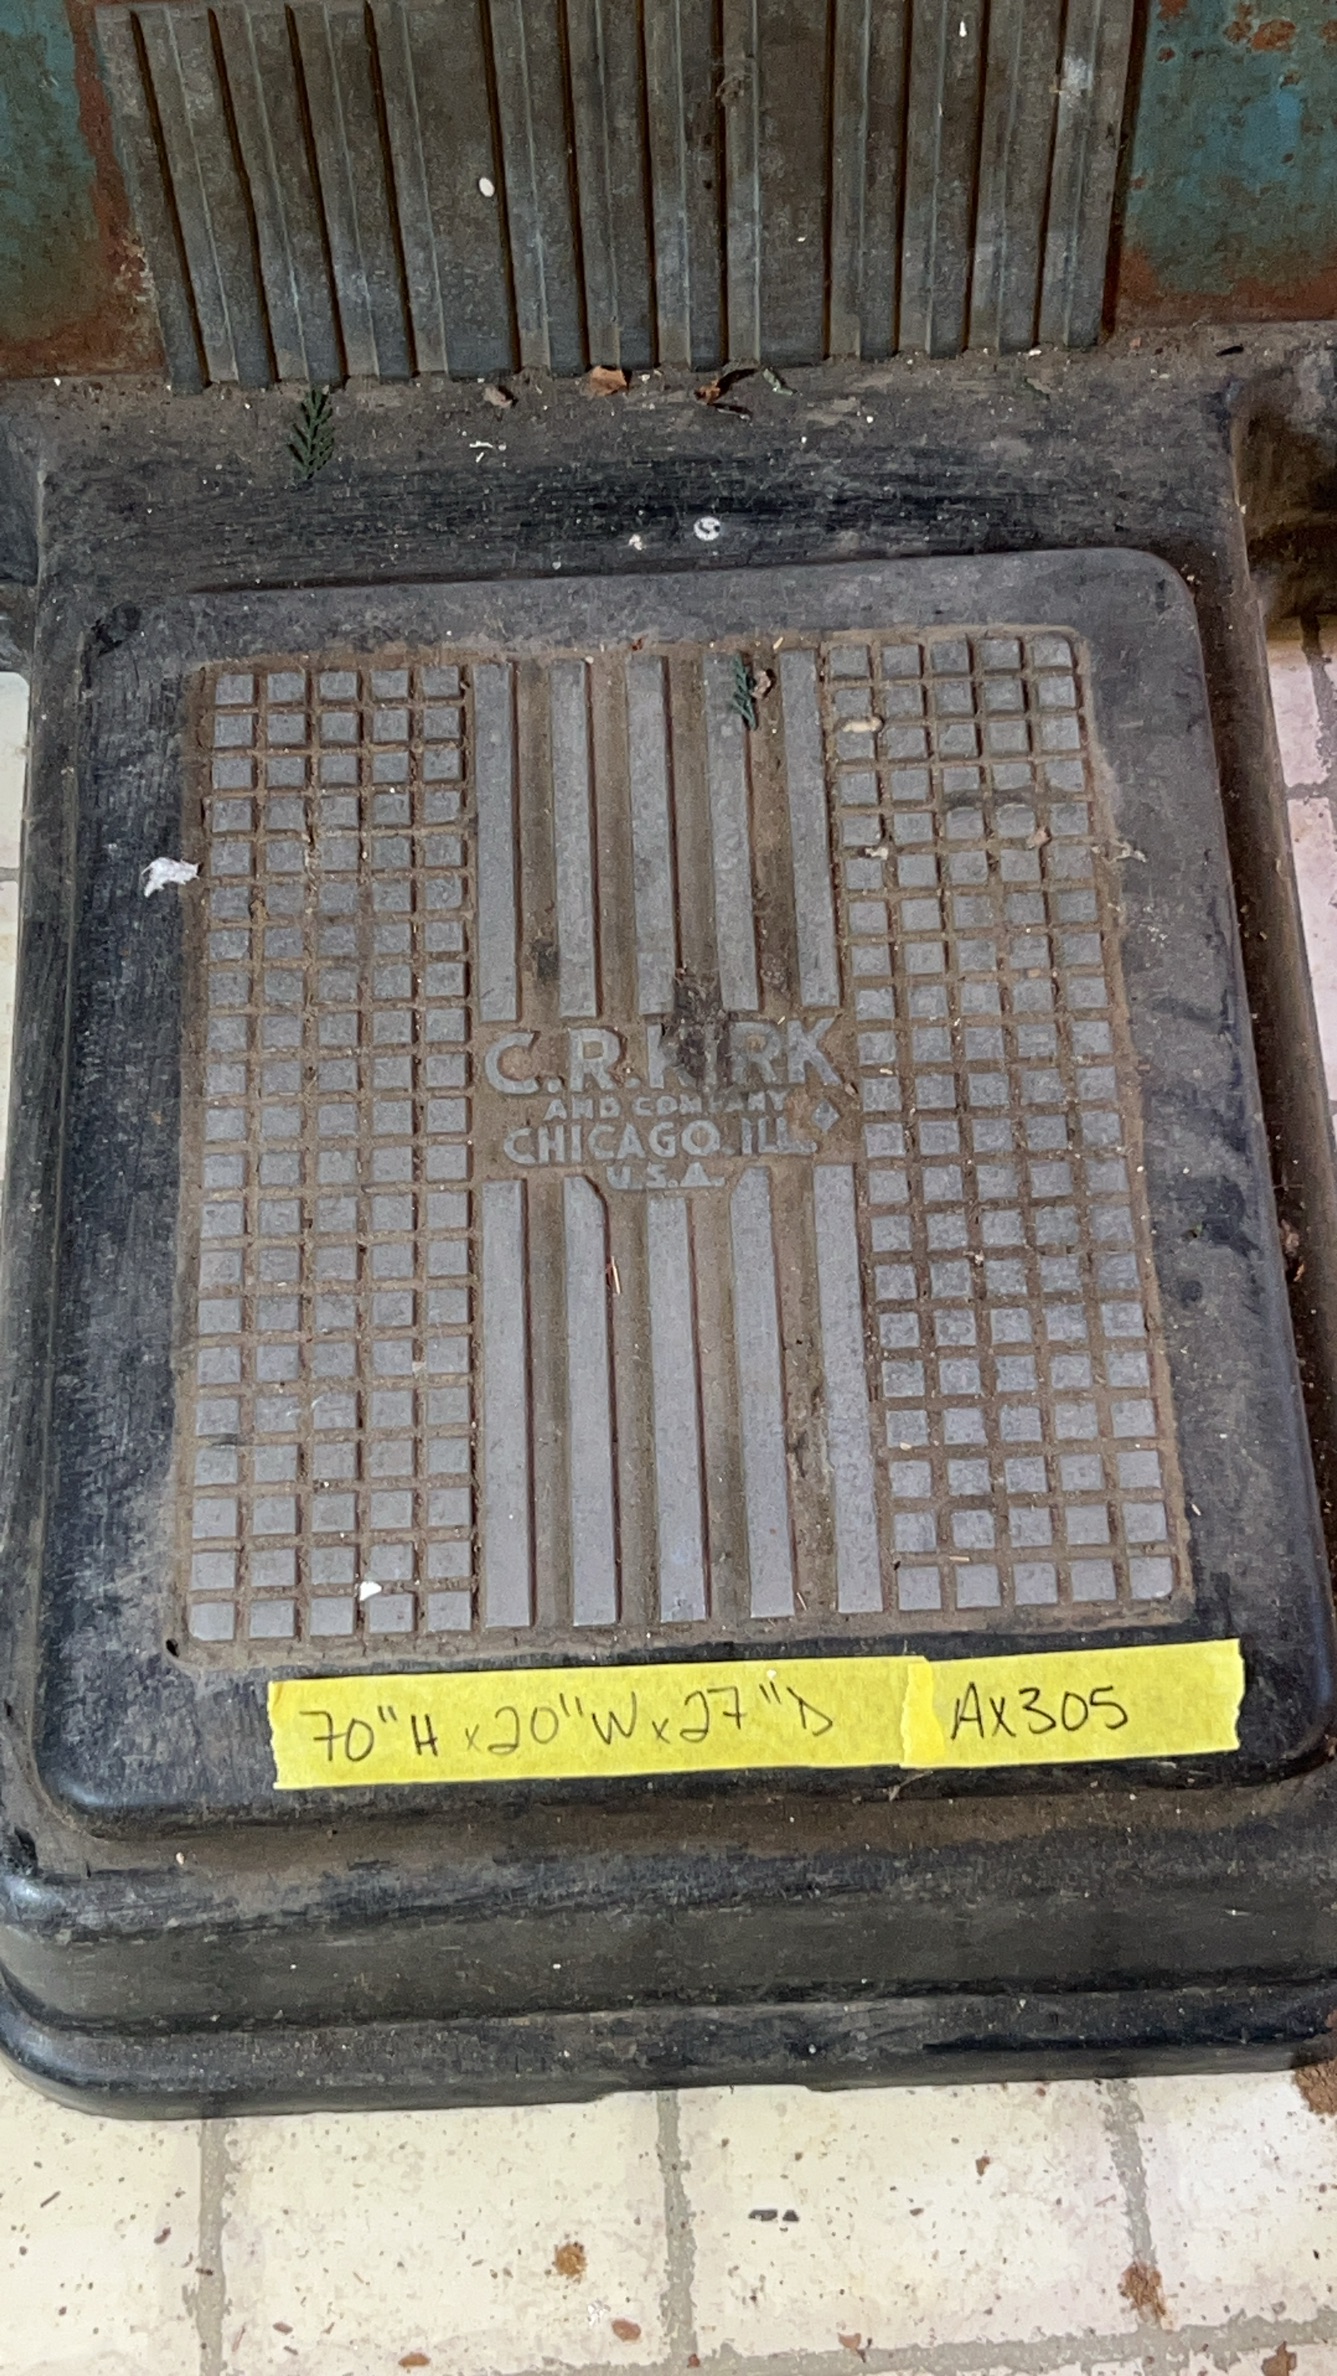 C.R.KIRK
AND COMPANY
CHICAGO, ILL.
U.S.A.
70"H x 20"W x 27"D AX305